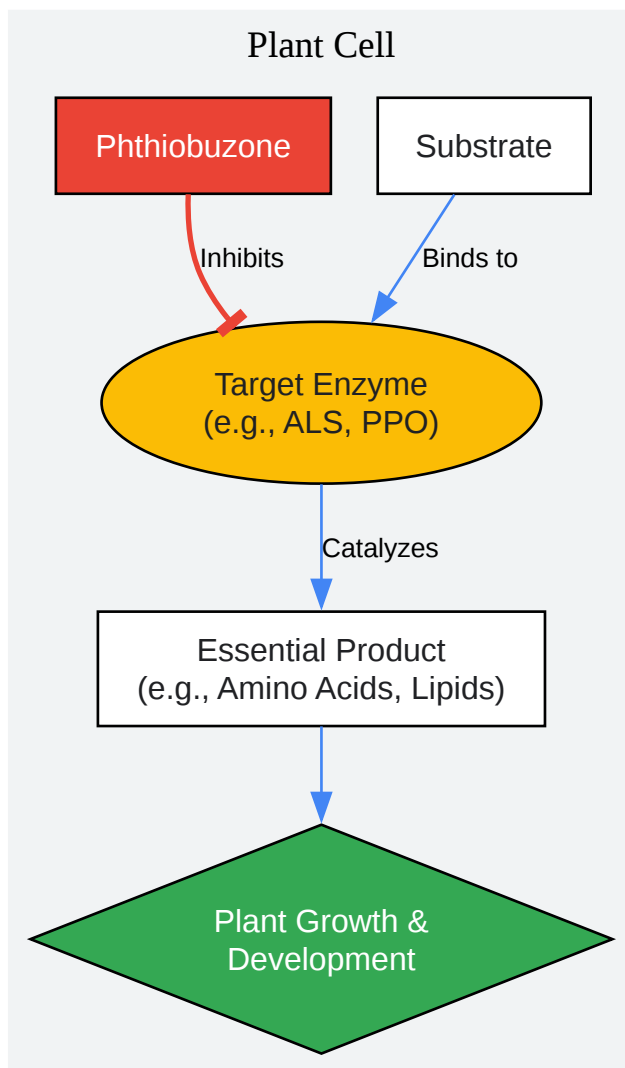 Plant Cell
Phthiobuzone
Substrate
Inhibits
Binds to
Target Enzyme
(e.g., ALS, PPO)
Catalyzes
Essential Product
(e.g., Amino Acids, Lipids)
Plant Growth &
Development